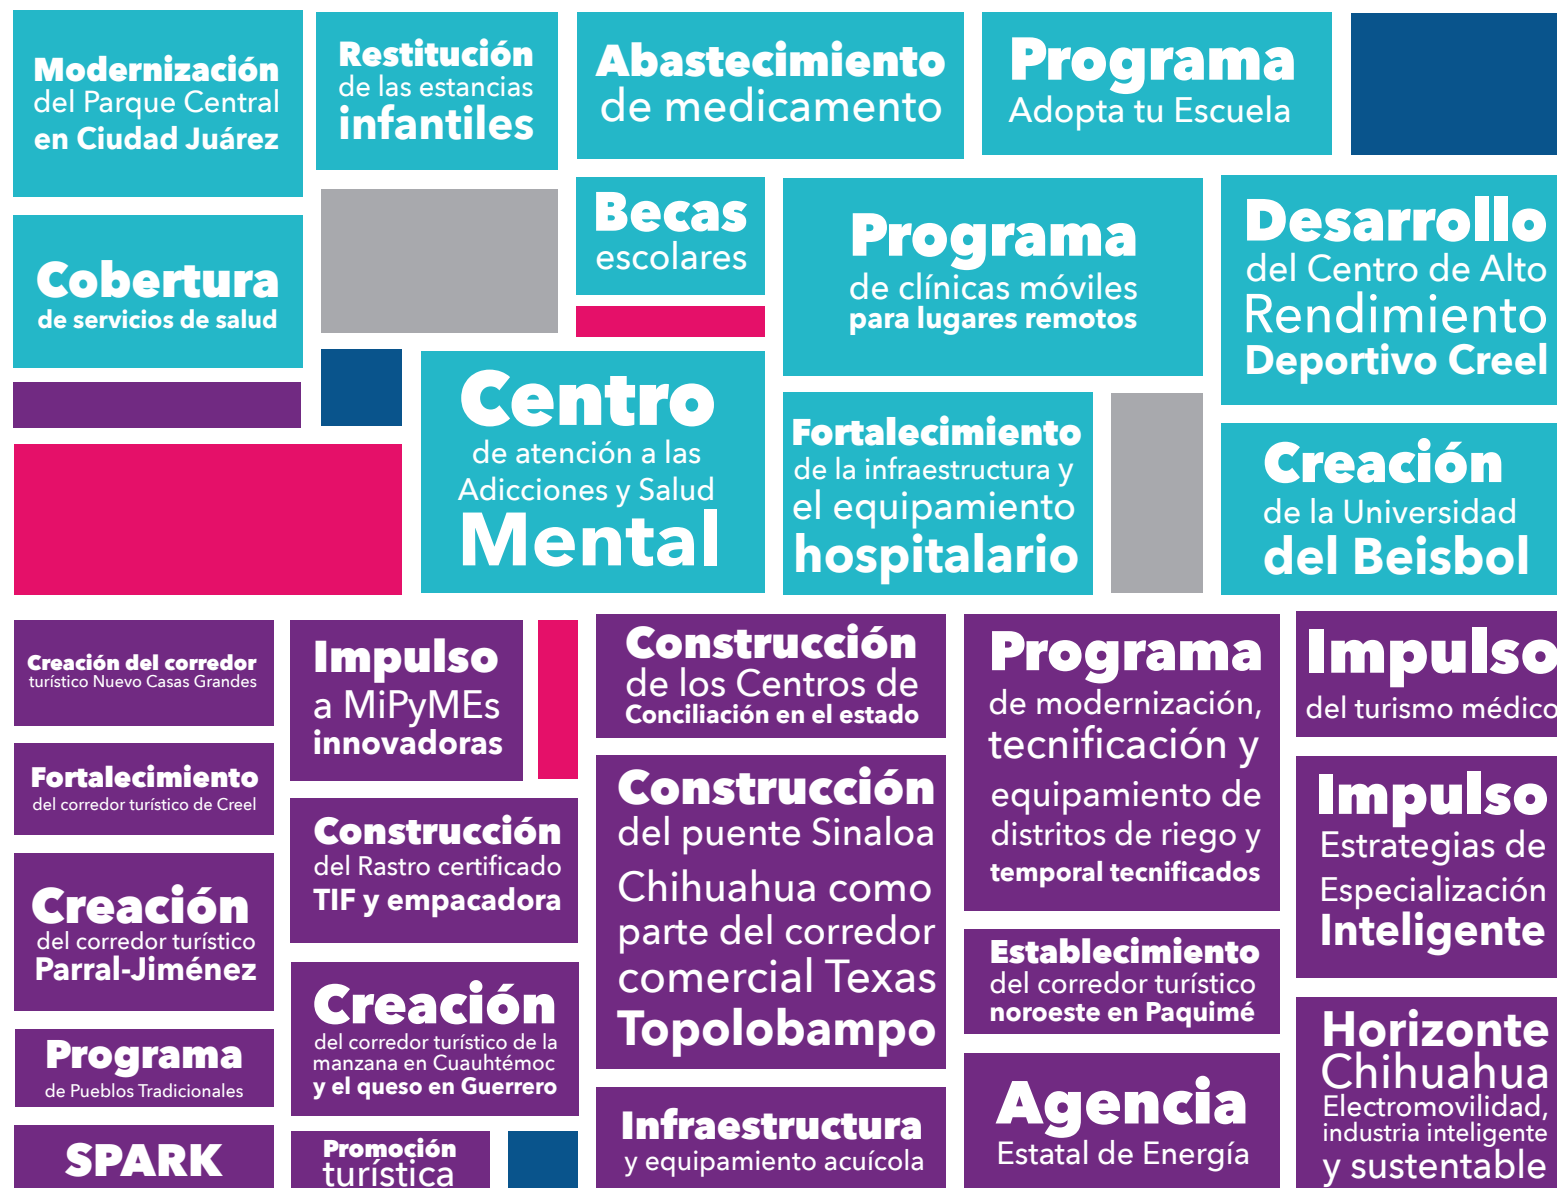 Modernización
del Parque Central
en Ciudad Juárez
Restitución
de las estancias
infantiles
Abastecimiento
de medicamento
Programa
Adopta tu Escuela
Cobertura
de servicios de salud
Becas
escolares
Programa
de clínicas móviles
para lugares remotos
Desarrollo
del Centro de Alto
Rendimiento
Deportivo Creel
Centro
de atención a las
Adicciones y Salud
Mental
Fortalecimiento
de la infraestructura y
el equipamiento
hospitalario
Creación
de la Universidad
del Beisbol
Creación del corredor
turístico Nuevo Casas Grandes
Fortalecimiento
del corredor turístico de Creel
Creación
del corredor turístico
Parral-Jiménez
Programa
de Pueblos Tradicionales
SPARK
Impulso
a MiPyMEs
innovadoras
Construcción
del Rastro certificado
TIF y empacadora
Creación
del corredor turístico de la
manzana en Cuauhtémoc
y el queso en Guerrero
Promoción
turística
Construcción
de los Centros de
Conciliación en el estado
Construcción
del puente Sinaloa
Chihuahua como
parte del corredor
comercial Texas
Topolobampo
Infraestructura
y equipamiento acuícola
Programa
de modernización,
tecnificación y
equipamiento de
distritos de riego y
temporal tecnificados
Establecimiento
del corredor turístico
noroeste en Paquimé
Agencia
Estatal de Energía
Impulso
del turismo médico
Impulso
Estrategias de
Especialización
Inteligente
Horizonte
Chihuahua
Electromovilidad,
industria inteligente
y sustentable